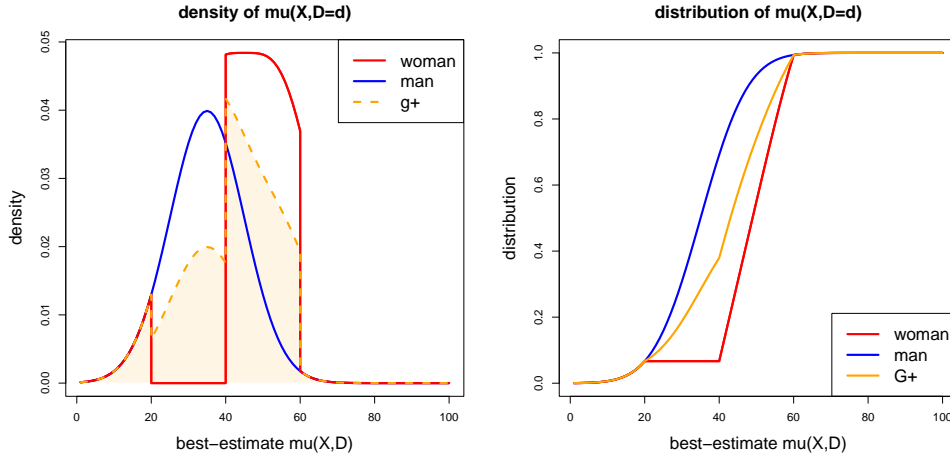 density of mu(X,D=d)
density
0.00
0.01
0.02
0.03
0.04
0.05
woman
man
g+
0
20
40
60
80
100
best−estimate mu(X,D)
distribution of mu(X,D=d)
distribution
0.0
0.2
0.4
0.6
0.8
1.0
woman
man
G+
0
20
40
60
80
100
best−estimate mu(X,D)